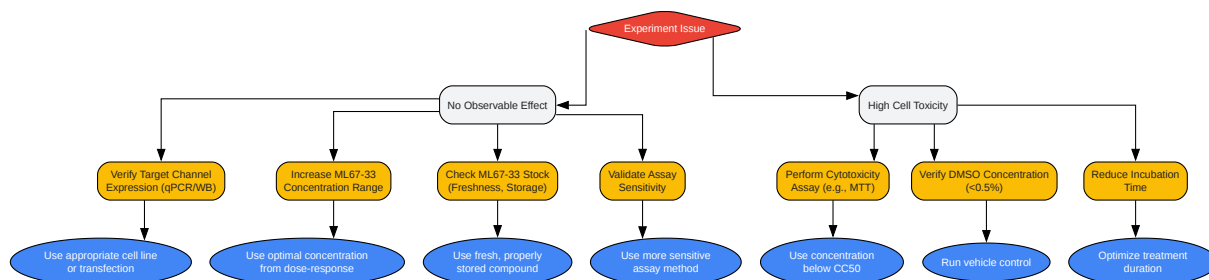 Experiment Issue
No Observable Effect
High Cell Toxicity
Verify Target Channel
Expression (qPCR/WB)
Increase ML67-33
Concentration Range
Check ML67-33 Stock
(Freshness, Storage)
Validate Assay
Sensitivity
Perform Cytotoxicity
Assay (e.g., MTT)
Verify DMSO Concentration
(<0.5%)
Reduce Incubation
Time
Use appropriate cell line
or transfection
Use optimal concentration
from dose-response
Use fresh, properly
stored compound
Use more sensitive
assay method
Use concentration
below CC50
Run vehicle control
Optimize treatment
duration